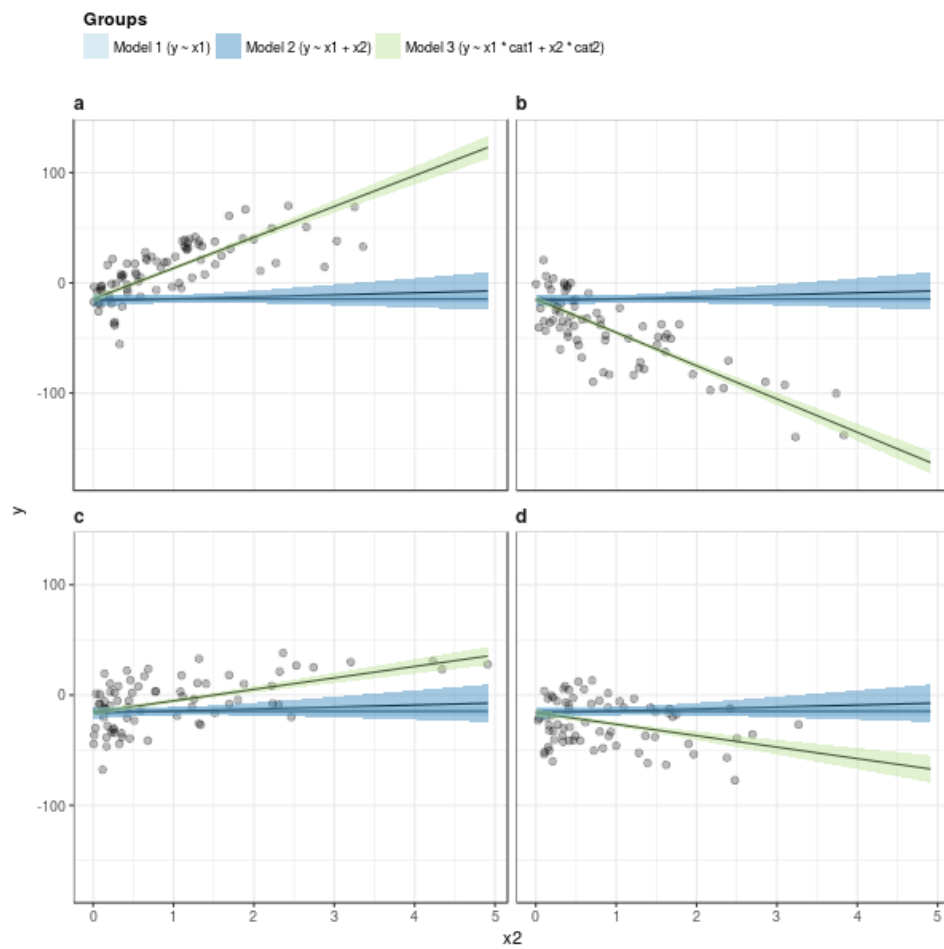 Groups
Model 1 (y ~ x1) Model 2 (y ~ x1 + x2) Model 3 (y ~ x1 * cat1 + x2 * cat2)
a b
100
0
-100
y
c d
100
0
-100
0 1 2 3 4 5 0 1 2 3 4 5
x2